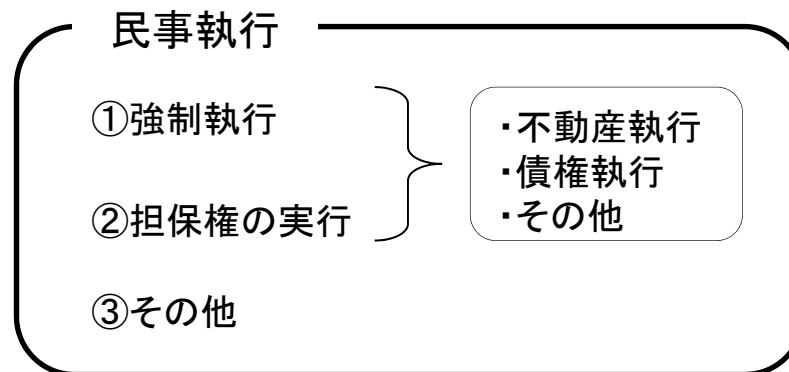 民事執行
①強制執行
②担保権の実行
③その他
・不動産執行
・債権執行
・その他